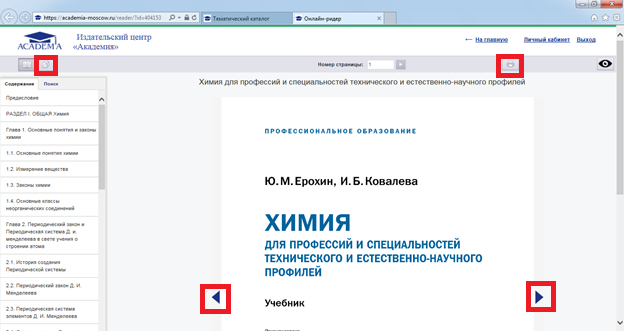 https://academia-moscow.ru/reader/?id=404153
Тематический каталог
Онлайн-ридер
ACADEMA
Издательский центр
«Академия»
На главную
Личный кабинет
Выход
Номер страницы:
1
Содержание
Поиск
Химия для профессий и специальностей технического и естественно-научного профилей
Предисловие
РАЗДЕЛ I. ОБЩАЯ Химия
Глава 1. Основные понятия и законы
химии
1.1. Основные понятия химии
1.2. Измерение вещества
1.3. Законы химии
1.4. Основные классы
неорганических соединений
Глава 2. Периодический закон и
Периодическая система Д. и.
менделеева в свете учения о
строении атома
2.1. История создания
Периодической системы
2.2. Периодический закон Д. И.
Менделеева
2.3. Периодическая система
элементов Д. И. Менделеева
ПРОФЕССИОНАЛЬНОЕ ОБРАЗОВАНИЕ
Ю. М. Ерохин, И. Б. Ковалева
ХИМИЯ
ДЛЯ ПРОФЕССИЙ И СПЕЦИАЛЬНОСТЕЙ
ТЕХНИЧЕСКОГО И ЕСТЕСТВЕННО-НАУЧНОГО
ПРОФИЛЕЙ
Учебник